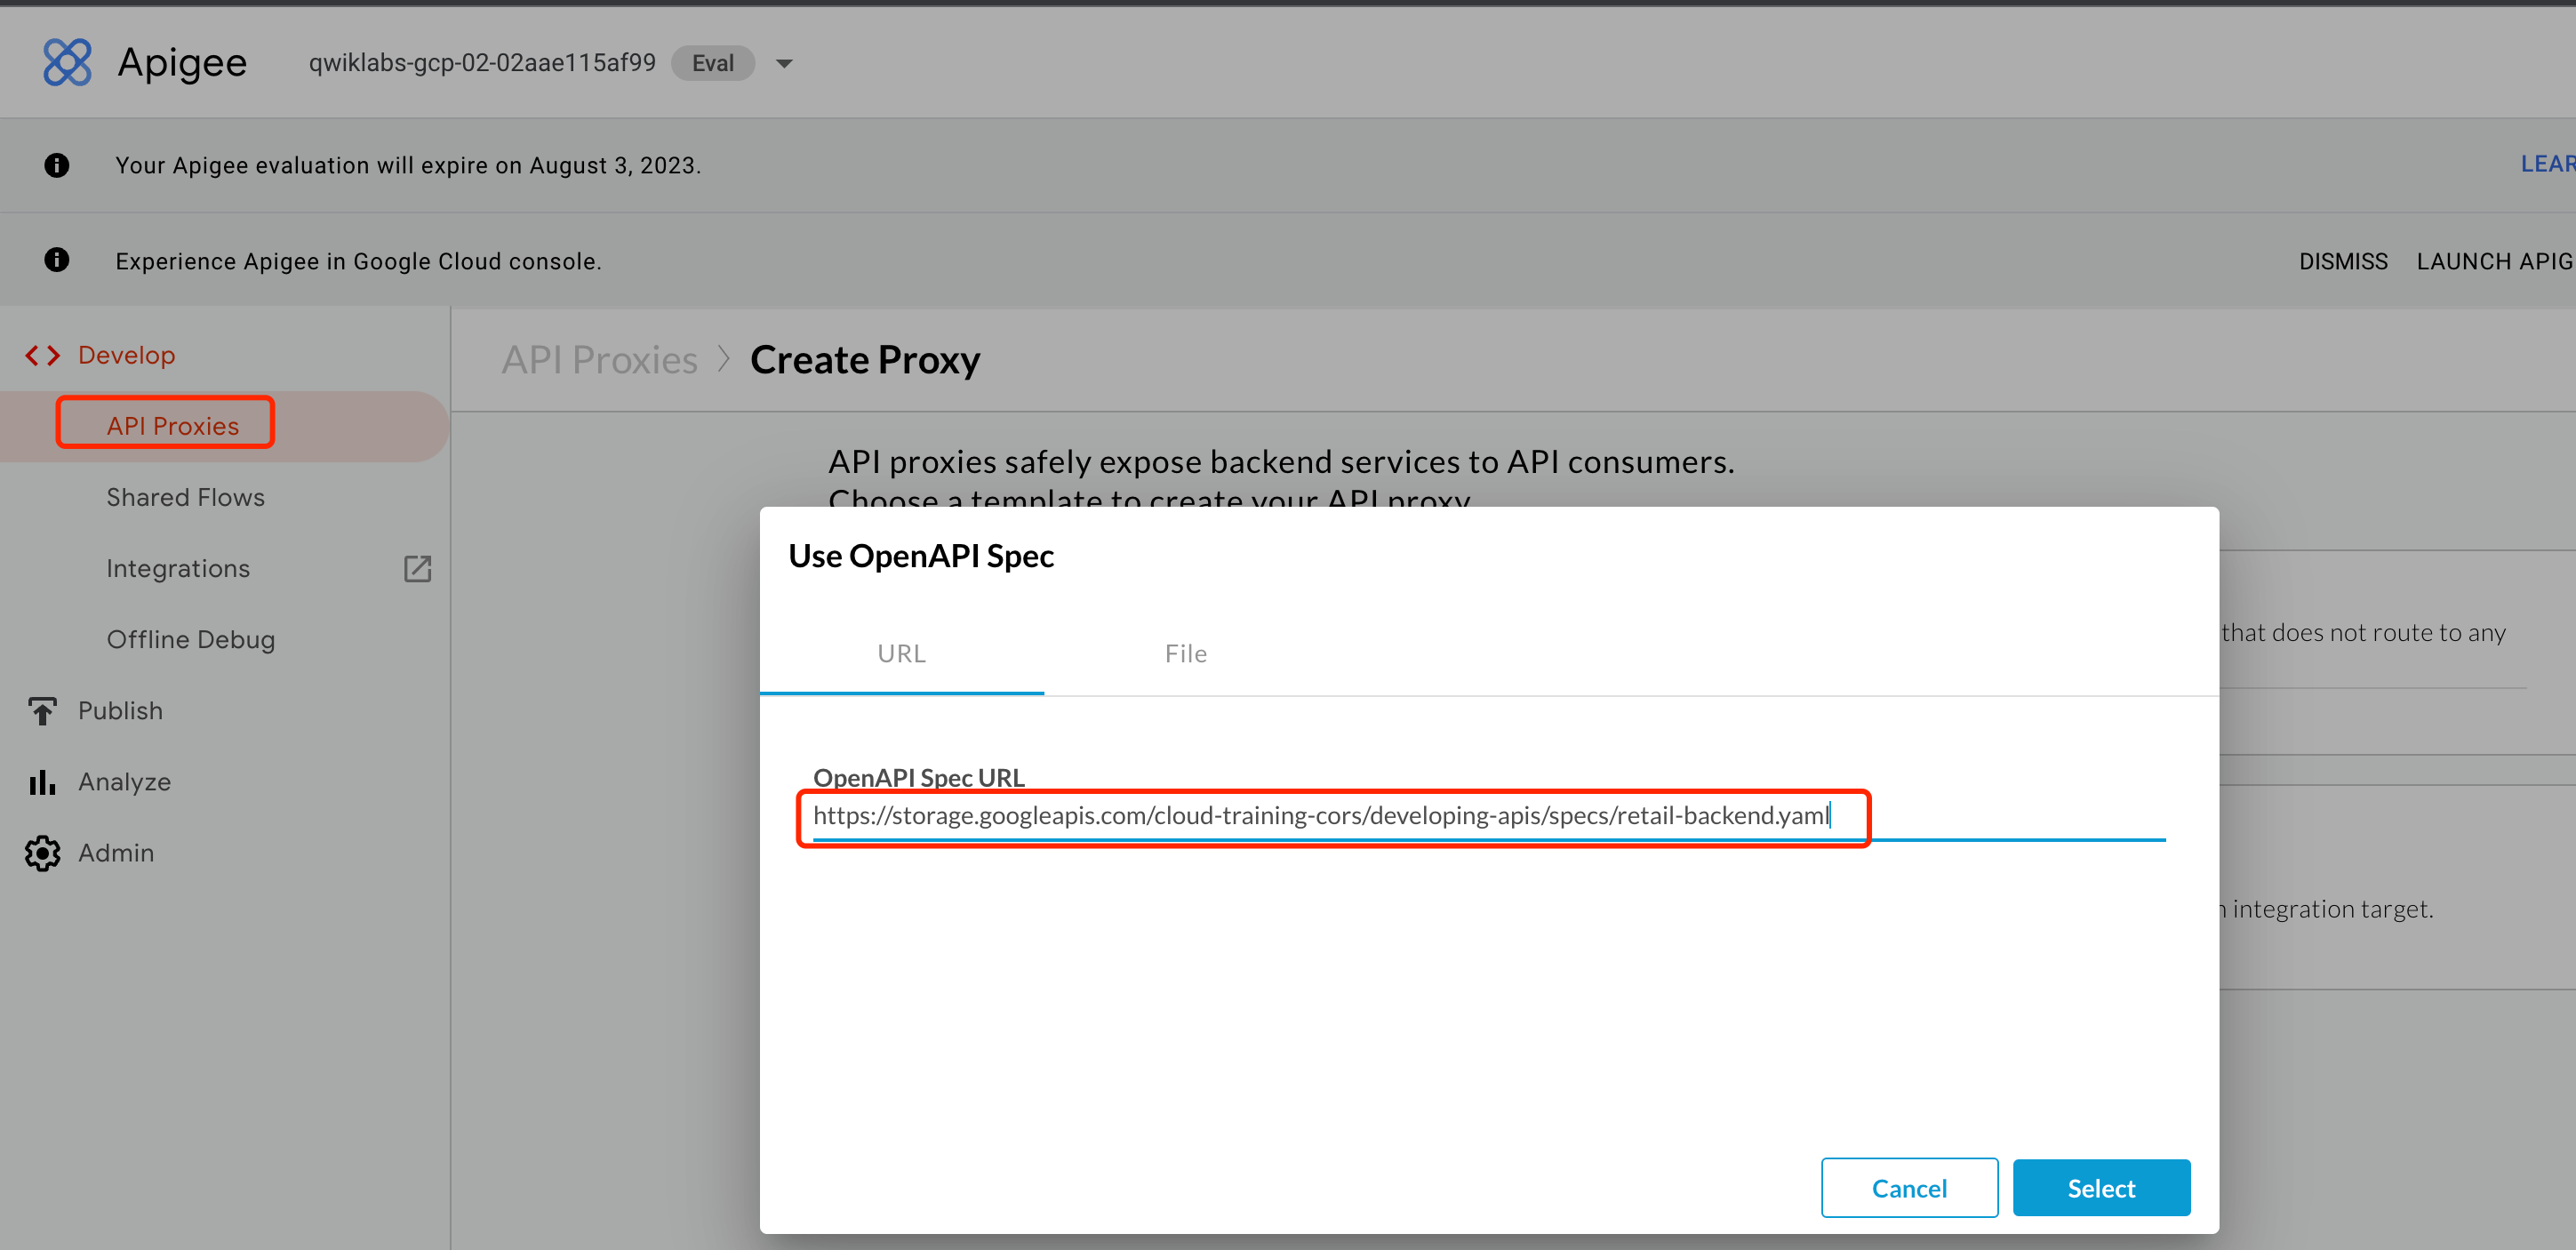 Apigee
qwiklabs-gcp-02-02aae115af99 Eval
Your Apigee evaluation will expire on August 3, 2023.
LEAR
Experience Apigee in Google Cloud console.
DISMISS LAUNCH APIG
Develop
API Proxies
Shared Flows
Integrations
Offline Debug
Publish
Analyze
Admin
API Proxies > Create Proxy
API proxies safely expose backend services to API consumers.
Choose a template to create your API proxy
Use OpenAPI Spec
URL File
OpenAPI Spec URL
https://storage.googleapis.com/cloud-training-cors/developing-apis/specs/retail-backend.yaml
that does not route to any
integration target.
Cancel Select